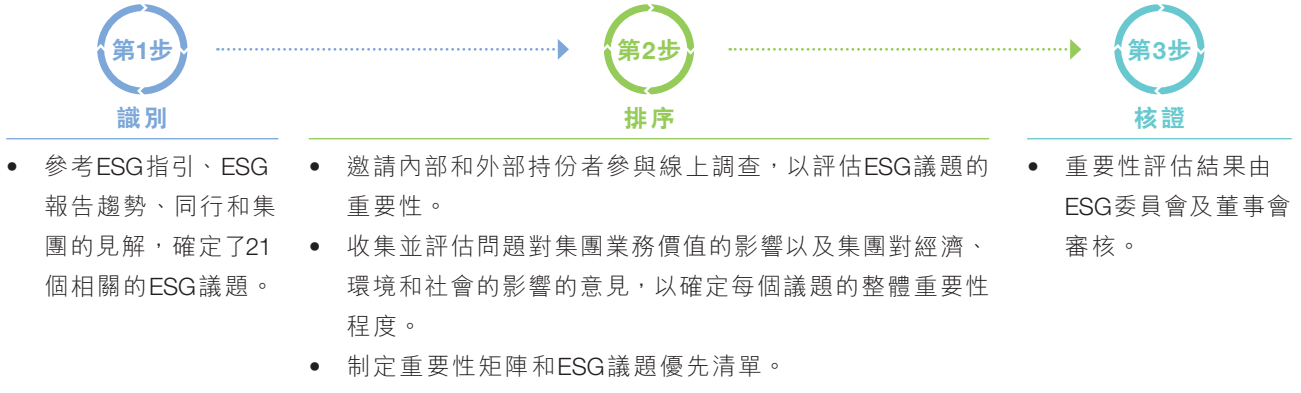 第1步
識別
• 參考ESG指引、ESG
報告趨勢、同行和集
團的見解，確定了21
個相關的ESG議題。
第2步
排序
• 邀請內部和外部持份者參與線上調查，以評估ESG議題的
重要性。
• 收集並評估問題對集團業務價值的影響以及集團對經濟、
環境和社會的影響的意見，以確定每個議題的整體重要性
程度。
• 制定重要性矩陣和ESG議題優先清單。
第3步
核證
• 重要性評估結果由
ESG委員會及董事會
審核。